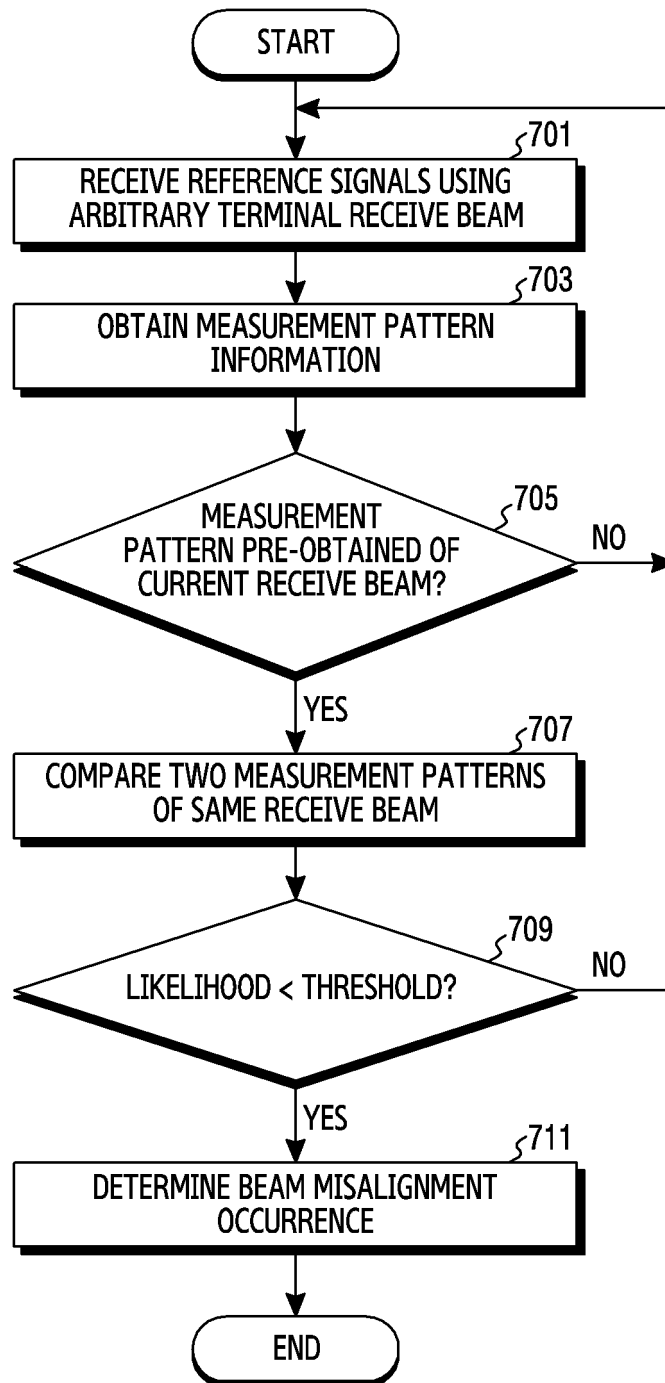 START
701
RECEIVE REFERENCE SIGNALS USING
ARBITRARY TERMINAL RECEIVE BEAM
703
OBTAIN MEASUREMENT PATTERN
INFORMATION
705
MEASUREMENT
PATTERN PRE-OBTAINED OF
CURRENT RECEIVE BEAM?
NO
YES
707
COMPARE TWO MEASUREMENT PATTERNS
OF SAME RECEIVE BEAM
709
LIKELIHOOD < THRESHOLD?
NO
YES
711
DETERMINE BEAM MISALIGNMENT
OCCURRENCE
END